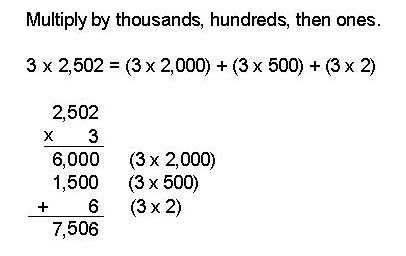 Multiply by thousands, hundreds, then ones.
3 x 2,502 = (3 x 2,000) + (3 x 500) + (3 x 2)
2,502
x 3
6,000 (3 x 2,000)
1,500 (3 x 500)
+ 6 (3 x 2)
7,506